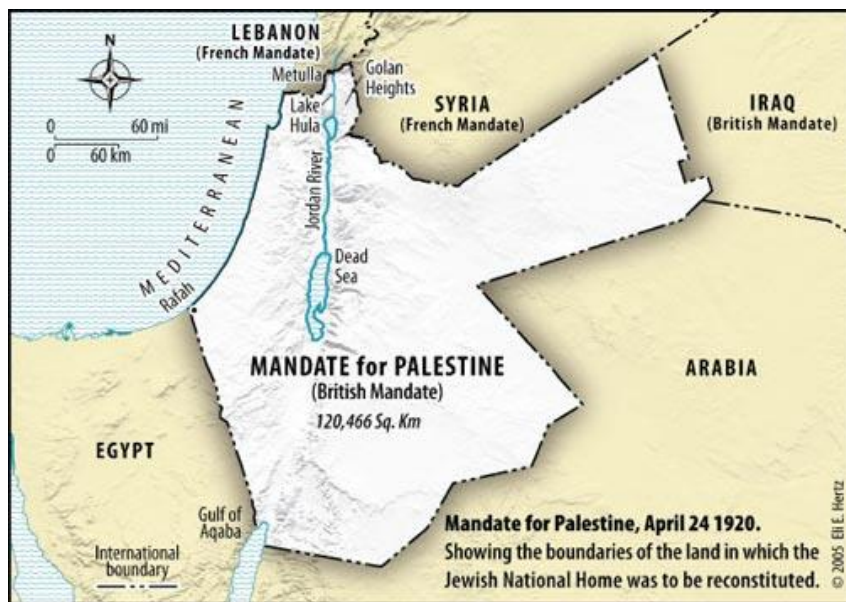 LEBANON
(French Mandate)
N
Metulla
Golan
Heights
Lake
Hula
SYRIA
(French Mandate)
IRAQ
(British Mandate)
0 60 mi
0 60 km
MEDITERRANEAN
Jordan River
Dead
Sea
Rafah
MANDATE for PALESTINE
(British Mandate)
120,466 Sq. Km
ARABIA
EGYPT
Gulf of
Aqaba
International
boundary
Mandate for Palestine, April 24 1920.
Showing the boundaries of the land in which the
Jewish National Home was to be reconstituted.
© 2005 Eli E. Hertz